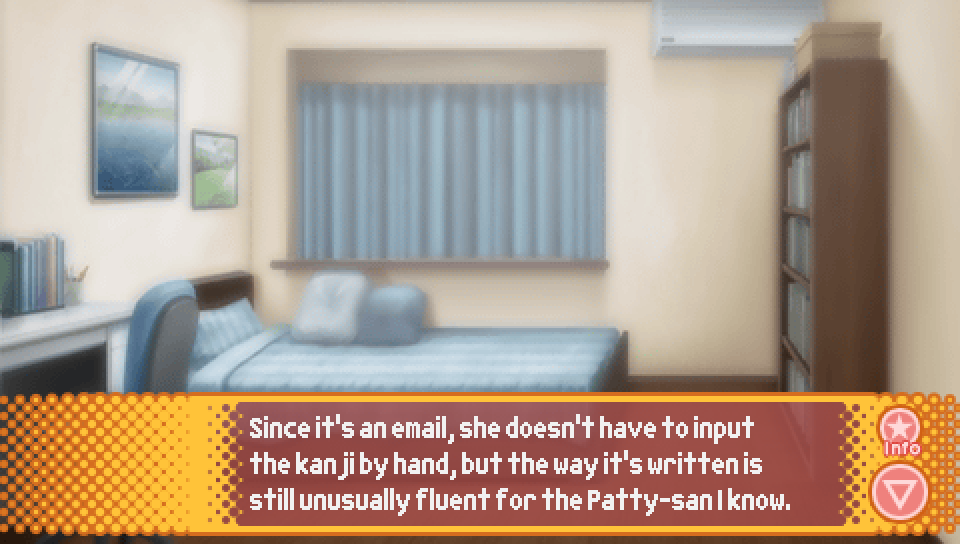 Since it's an email, she doesn't have to input
the kanji by hand, but the way it's written is
still unusually fluent for the Patty-san I know.
Info